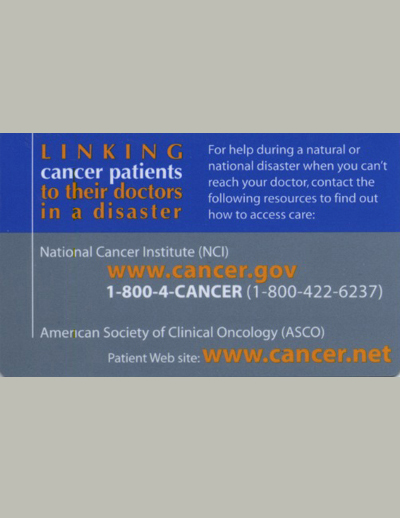 LINKING
cancer patients
to their doctors
in a disaster
For help during a natural or
national disaster when you can't
reach your doctor, contact the
following resources to find out
how to access care:
National Cancer Institute (NCI)
www.cancer.gov
1-800-4-CANCER (1-800-422-6237)
American Society of Clinical Oncology (ASCO)
Patient Web site: www.cancer.net